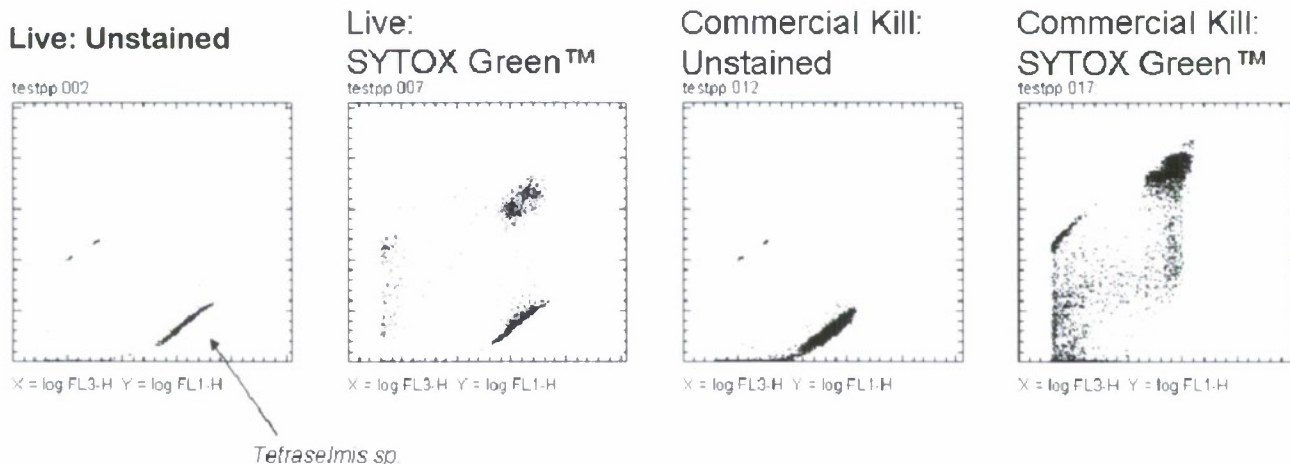 Live: Unstained
testpp 002
X = log FL3-H Y = log FL1-H
Tetraselmis sp.
Live:
SYTOX Green™
testpp 007
X = log FL3-H Y = log FL1-H
Commercial Kill:
Unstained
testpp 012
X = log FL3-H Y = log FL1-H
Commercial Kill:
SYTOX Green™
testpp 017
X = log FL3-H Y = log FL1-H